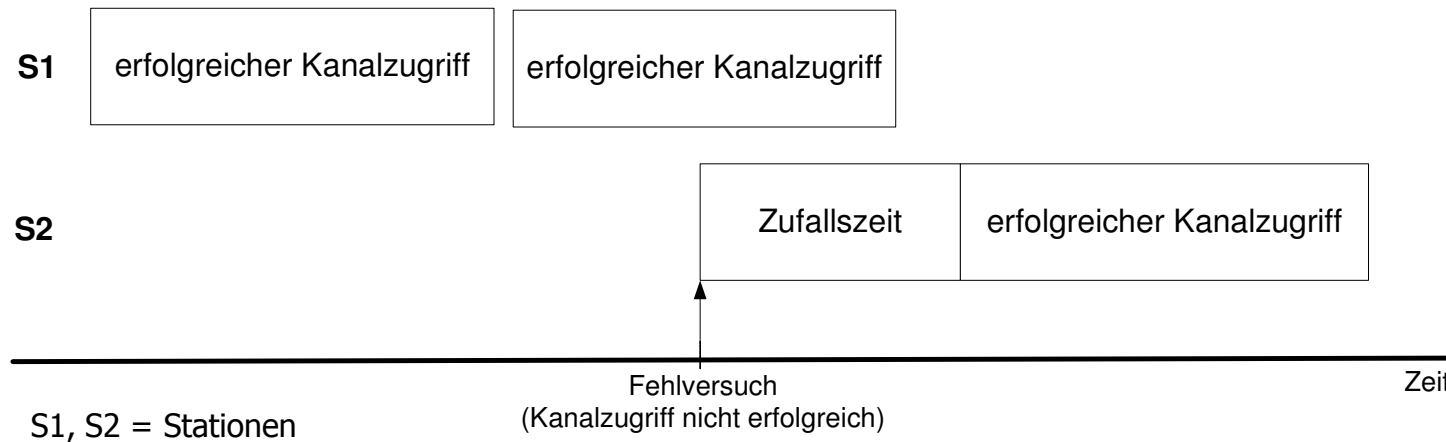 S1 erfolgreicher Kanalzugriff erfolgreicher Kanalzugriff
S2 Zufallszeit erfolgreicher Kanalzugriff
Fehlversuch
(Kanalzugriff nicht erfolgreich)
Zeit
S1, S2 = Stationen